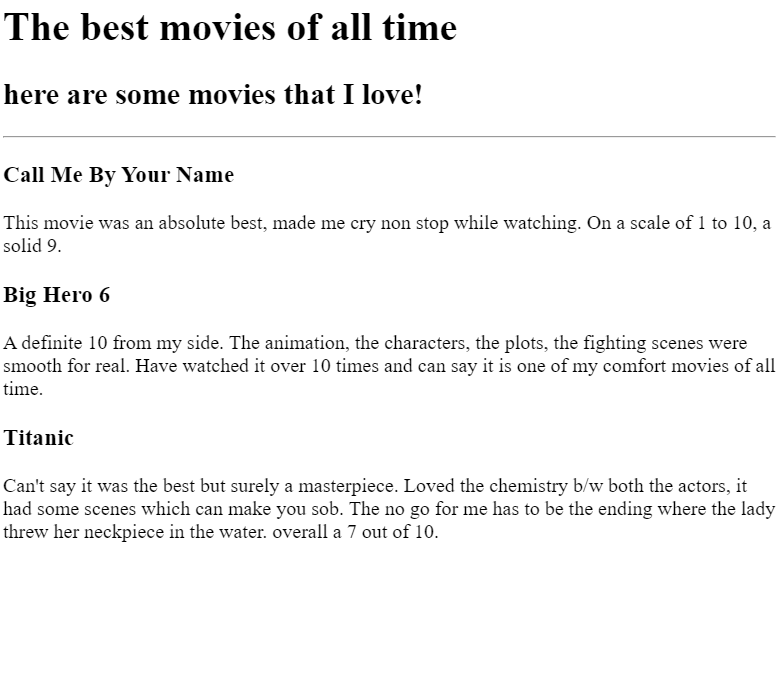 The best movies of all time
here are some movies that I love!
Call Me By Your Name
This movie was an absolute best, made me cry non stop while watching. On a scale of 1 to 10, a
solid 9.
Big Hero 6
A definite 10 from my side. The animation, the characters, the plots, the fighting scenes were
smooth for real. Have watched it over 10 times and can say it is one of my comfort movies of all
time.
Titanic
Can't say it was the best but surely a masterpiece. Loved the chemistry b/w both the actors, it
had some scenes which can make you sob. The no go for me has to be the ending where the lady
threw her neckpiece in the water. overall a 7 out of 10.